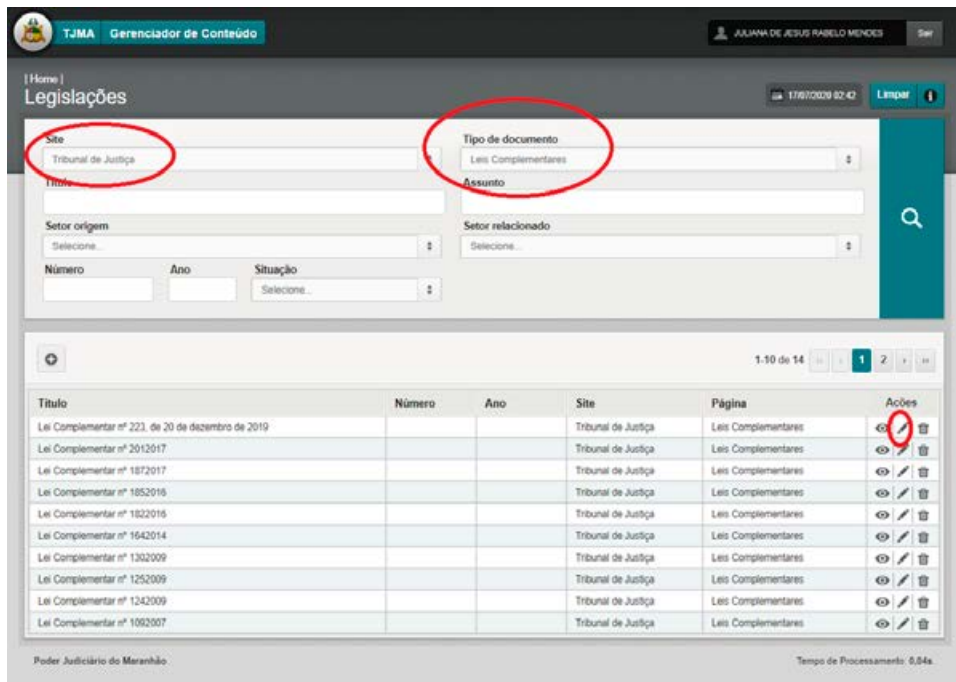 TJMA Gerenciador de Conteúdo
JULIANA DE JESUS RABELO MENDES
Sair
| Home |
Legislações
17/07/2020 02:42
Limpar
Site
Tipo de documento
Tribunal de Justiça
Leis Complementares
Título
Assunto
Setor origem
Setor relacionado
Selecione...
Selecione...
Número Ano Situação
Selecione...
1-10 de 14 1 2
Título Número Ano Site Página Ações
Lei Complementar nº 223, de 20 de dezembro de 2019 Tribunal de Justiça Leis Complementares
Lei Complementar nº 2012017 Tribunal de Justiça Leis Complementares
Lei Complementar nº 1872017 Tribunal de Justiça Leis Complementares
Lei Complementar nº 1852016 Tribunal de Justiça Leis Complementares
Lei Complementar nº 1822016 Tribunal de Justiça Leis Complementares
Lei Complementar nº 1642014 Tribunal de Justiça Leis Complementares
Lei Complementar nº 1302009 Tribunal de Justiça Leis Complementares
Lei Complementar nº 1252009 Tribunal de Justiça Leis Complementares
Lei Complementar nº 1242009 Tribunal de Justiça Leis Complementares
Lei Complementar nº 1092007 Tribunal de Justiça Leis Complementares
Poder Judiciário do Maranhão
Tempo de Processamento: 0,04s.